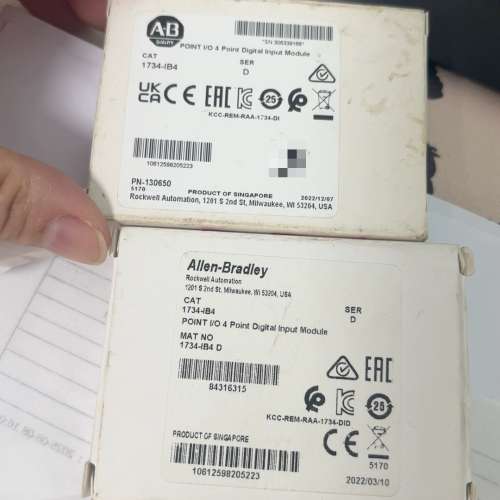 A-B
CAT
1734-IB4
POINT I/O 4 Point Digital Input Module
SER
D
UK
CA
CE
EAC
25
KCC-REM-RAA-1734-DI
10612598205223
PN-130650
5170
PRODUCT OF SINGAPORE
2022/12/07
Rockwell Automation, 1201 S 2nd St, Milwaukee, WI 53204, USA
Allen-Bradley
Rockwell Automation
1201 S 2nd St, Milwaukee, WI 53204, USA
CAT
1734-IB4
SER
D
POINT I/O 4 Point Digital Input Module
MAT NO
1734-IB4 D
84316315
EAC
25
KCC-REM-RAA-1734-DID
CE
PRODUCT OF SINGAPORE
5170
10612598205223
2022/03/10